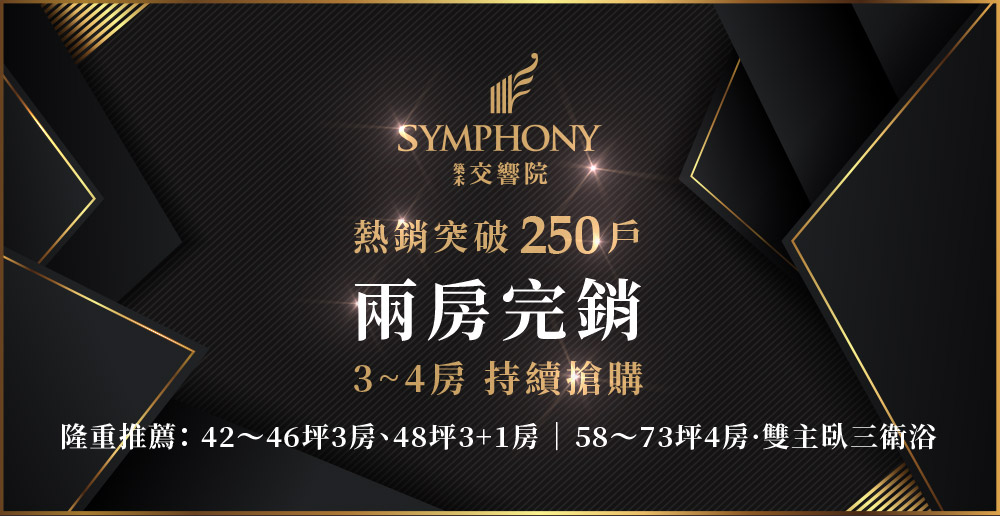 SYMPHONY
築禾交響院
熱銷突破250戶
兩房完銷
3~4房 持續搶購
隆重推薦：42～46坪3房、48坪3+1房｜58～73坪4房·雙主臥三衛浴